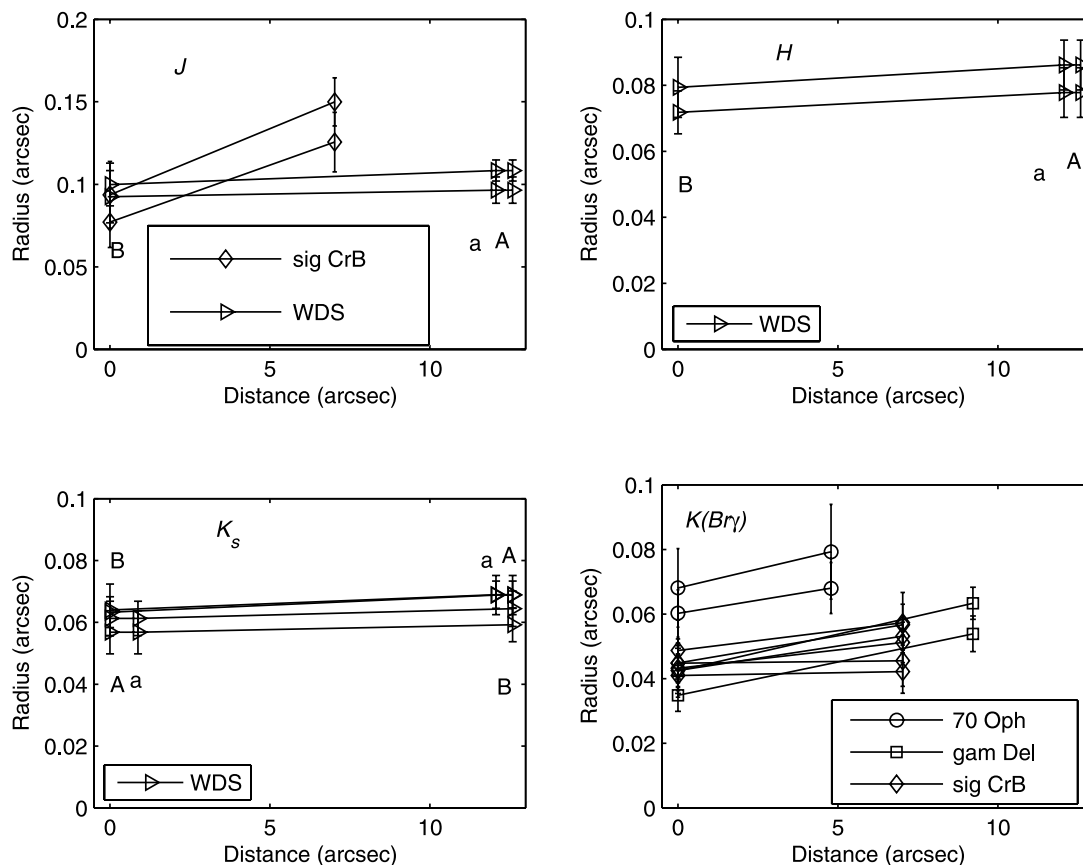 J
Radius (arcsec)
0.2
0.15
0.1
0.05
0
B
a
A
sig CrB
WDS
0
5
10
Distance (arcsec)
H
Radius (arcsec)
0.1
0.08
0.06
0.04
0.02
0
B
a
A
WDS
0
5
10
Distance (arcsec)
Ks
Radius (arcsec)
0.1
0.08
0.06
0.04
0.02
0
B
a
A
A
a
B
WDS
0
5
10
Distance (arcsec)
K(Brγ)
Radius (arcsec)
0.1
0.08
0.06
0.04
0.02
0
70 Oph
gam Del
sig CrB
0
5
10
Distance (arcsec)